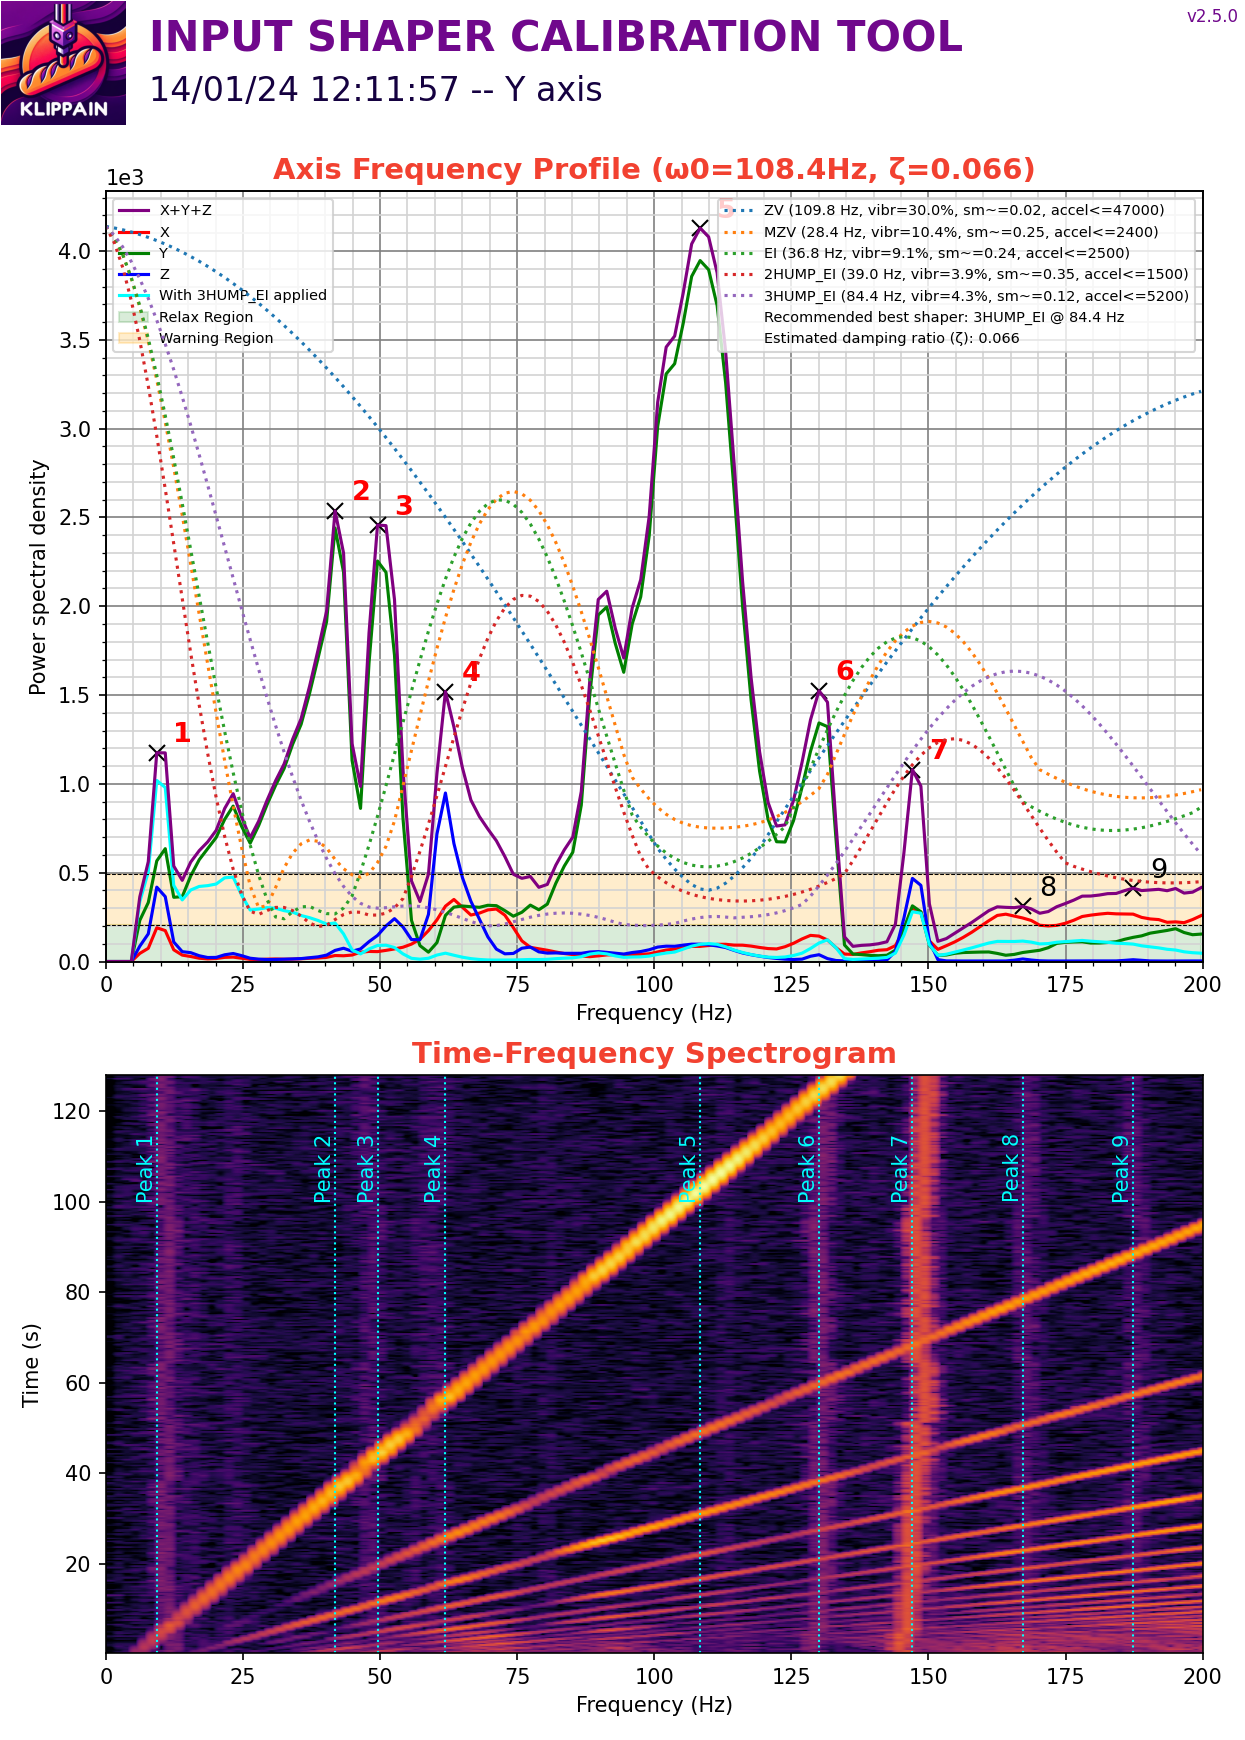 INPUT SHAPER CALIBRATION TOOL
v2.5.0
14/01/24 12:11:57 -- Y axis
KLIPPAIN
Axis Frequency Profile (ω0=108.4Hz, ζ=0.066)
1e3
X+Y+Z
X
Y
Z
With 3HUMP_EI applied
Relax Region
Warning Region
ZV (109.8 Hz, vibr=30.0%, sm~=0.02, accel<=47000)
MZV (28.4 Hz, vibr=10.4%, sm~=0.25, accel<=2400)
EI (36.8 Hz, vibr=9.1%, sm~=0.24, accel<=2500)
2HUMP_EI (39.0 Hz, vibr=3.9%, sm~=0.35, accel<=1500)
3HUMP_EI (84.4 Hz, vibr=4.3%, sm~=0.12, accel<=5200)
Recommended best shaper: 3HUMP_EI @ 84.4 Hz
Estimated damping ratio (ζ): 0.066
5
4.0
3.5
3.0
2.5
2.0
1.5
1.0
0.5
0.0
Power spectral density
1
2
3
4
6
7
8
9
0 25 50 75 100 125 150 175 200
Frequency (Hz)
Time-Frequency Spectrogram
120
100
80
60
40
20
Time (s)
Peak 1
Peak 2
Peak 3
Peak 4
Peak 5
Peak 6
Peak 7
Peak 8
Peak 9
0 25 50 75 100 125 150 175 200
Frequency (Hz)